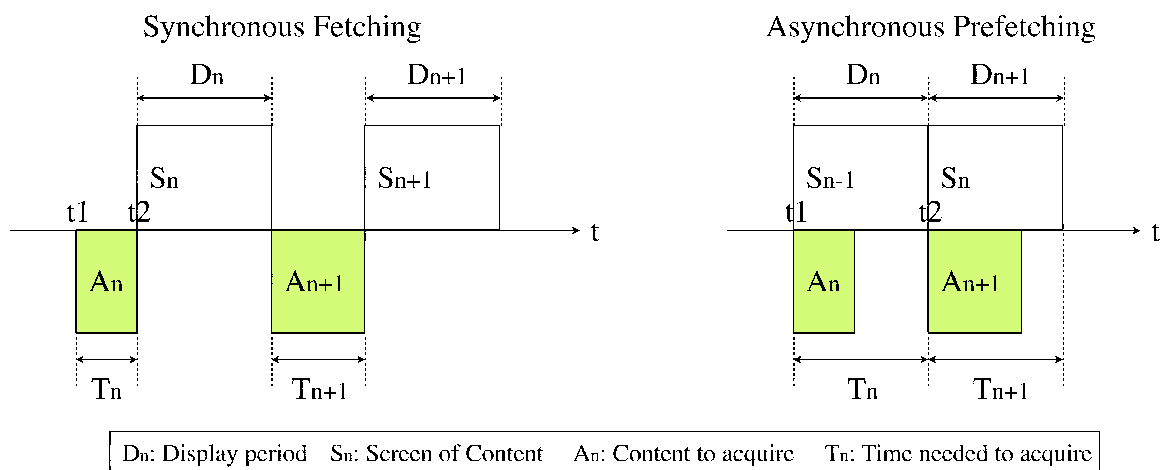 Synchronous Fetching
Asynchronous Prefetching
Dn
Dn+1
Dn
Dn+1
Sn
Sn+1
Sn-1
Sn
t1
t2
t
t1
t2
t
An
An+1
An
An+1
Tn
Tn+1
Tn
Tn+1
Dn: Display period Sn: Screen of Content An: Content to acquire Tn: Time needed to acquire